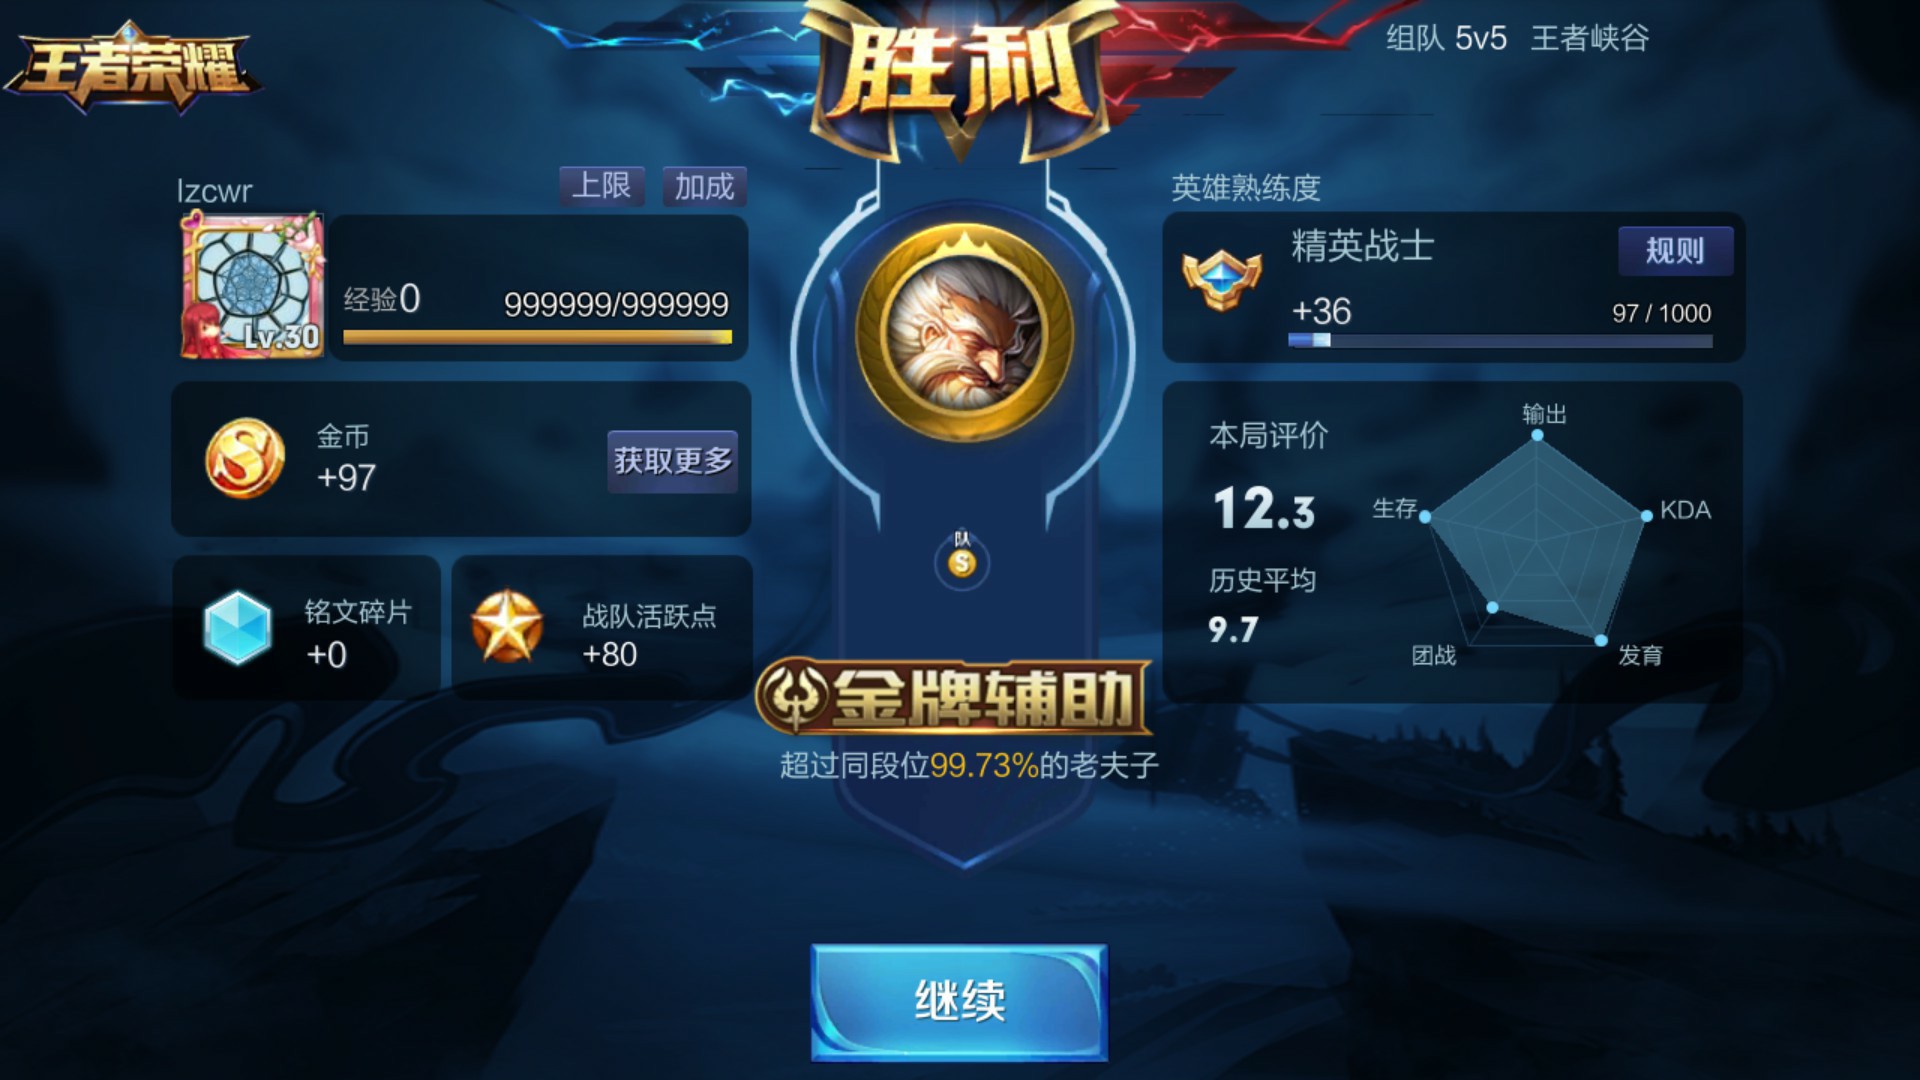 王者荣耀
胜利
组队 5v5 王者峡谷
lzcwr
上限
加成
Lv.30
经验0
999999/999999
金币
+97
获取更多
铭文碎片
+0
战队活跃点
+80
队
S
金牌辅助
超过同段位99.73%的老夫子
英雄熟练度
精英战士
规则
+36
97 / 1000
本局评价
12.3
历史平均
9.7
输出
生存
KDA
团战
发育
继续